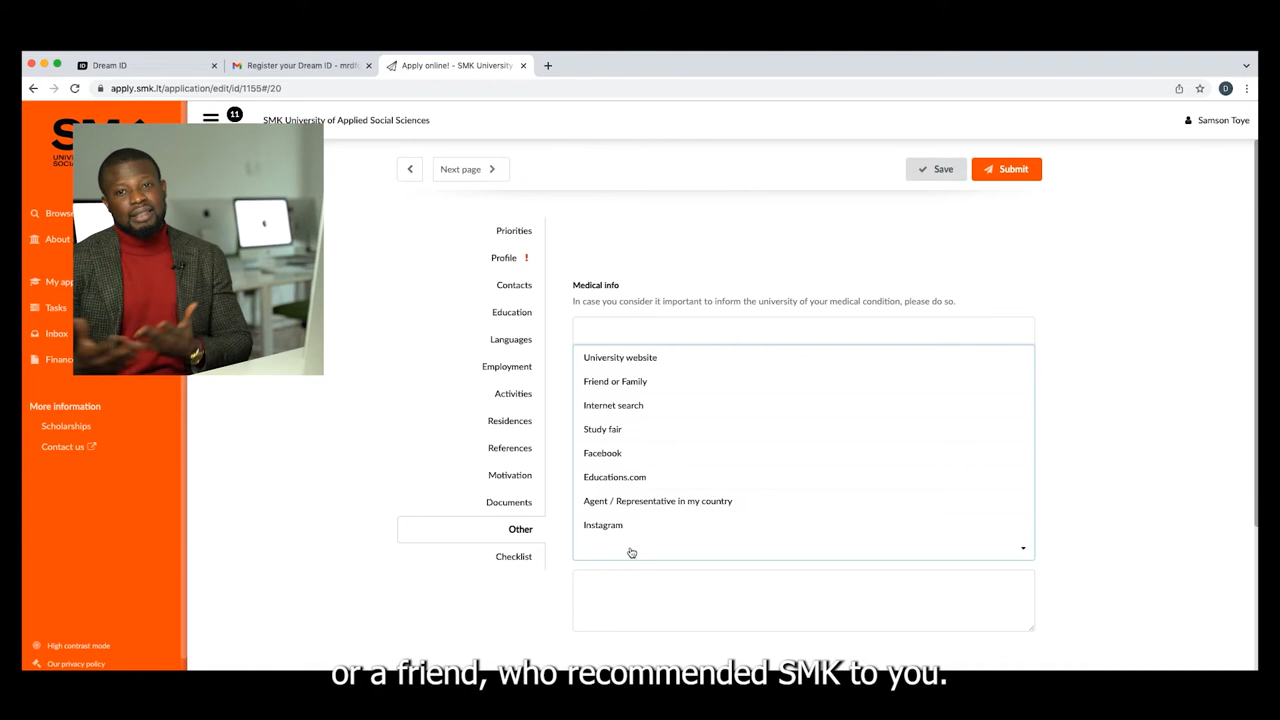 Dream ID
Register your Dream ID - mrdfc
Apply online! - SMK University
apply.smk.lt/application/edit/id/1155#/20
D
11
SMK University of Applied Social Sciences
Samson Toye
Next page
Save
Submit
Browse
About
My app
Tasks
Inbox
Finance
More information
Scholarships
Contact us
High contrast mode
Our privacy policy
Priorities
Profile !
Contacts
Education
Languages
Employment
Activities
Residences
References
Motivation
Documents
Other
Checklist
Medical info
In case you consider it important to inform the university of your medical condition, please do so.
University website
Friend or Family
Internet search
Study fair
Facebook
Educations.com
Agent / Representative in my country
Instagram
or a friend, who recommended SMK to you.